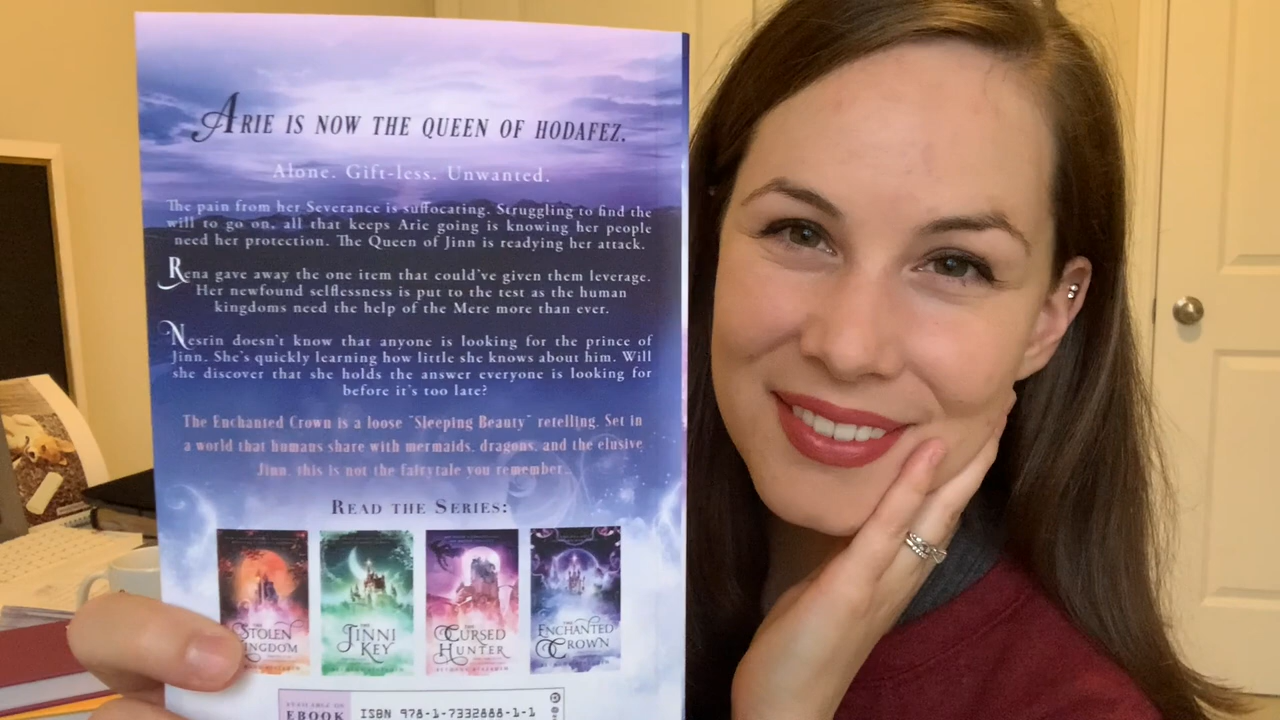 ARIE IS NOW THE QUEEN OF HODAFEZ.
Alone. Gift-less. Unwanted.
The pain from her Severance is suffocating. Struggling to find the
will to go on, all that keeps Arie going is knowing her people
need her protection. The Queen of Jinn is readying her attack.
Rena gave away the one item that could've given them leverage.
Her newfound selflessness is put to the test as the human
kingdoms need the help of the Mere more than ever.
Nesrin doesn't know that anyone is looking for the prince of
Jinn. She's quickly learning how little she knows about him. Will
she discover that she holds the answer everyone is looking for
before it's too late?
The Enchanted Crown is a loose "Sleeping Beauty" retelling. Set in
a world that humans share with mermaids, dragons, and the elusive
Jinn, this is not the fairytale you remember...
READ THE SERIES:
THE
STOLEN
KINGDOM
THE
JINNI
KEY
THE
CURSED
HUNTER
THE
ENCHANTED
CROWN
AVAILABLE ON
EBOOK
ISBN 978-1-7332888-1-1